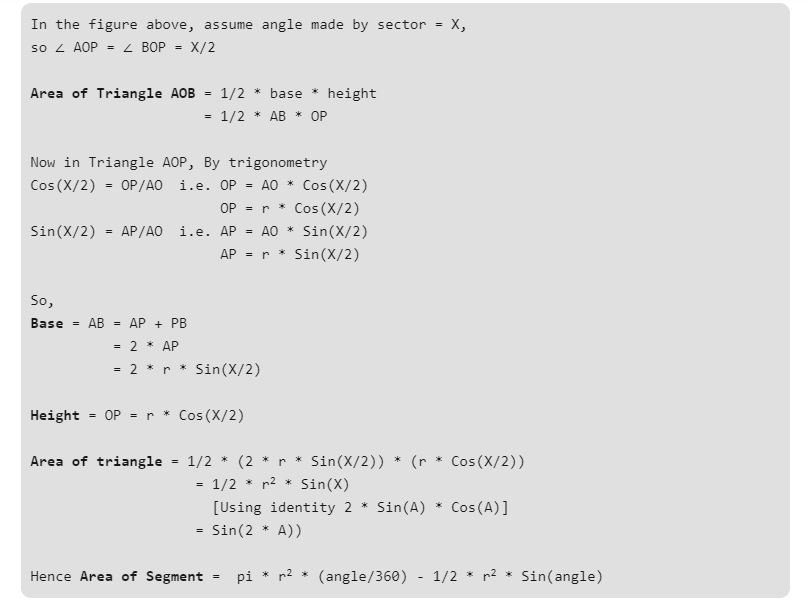 In the figure above, assume angle made by sector = X,
so ∠ AOP = ∠ BOP = X/2
Area of Triangle AOB = 1/2 * base * height
= 1/2 * AB * OP
Now in Triangle AOP, By trigonometry
Cos(X/2) = OP/AO  i.e. OP = AO * Cos(X/2)
OP = r * Cos(X/2)
Sin(X/2) = AP/AO  i.e. AP = AO * Sin(X/2)
AP = r * Sin(X/2)
So,
Base = AB = AP + PB
= 2 * AP
= 2 * r * Sin(X/2)
Height = OP = r * Cos(X/2)
Area of triangle = 1/2 * (2 * r * Sin(X/2)) * (r * Cos(X/2))
= 1/2 * r² * Sin(X)
[Using identity 2 * Sin(A) * Cos(A)]
= Sin(2 * A))
Hence Area of Segment =  pi * r² * (angle/360) - 1/2 * r² * Sin(angle)